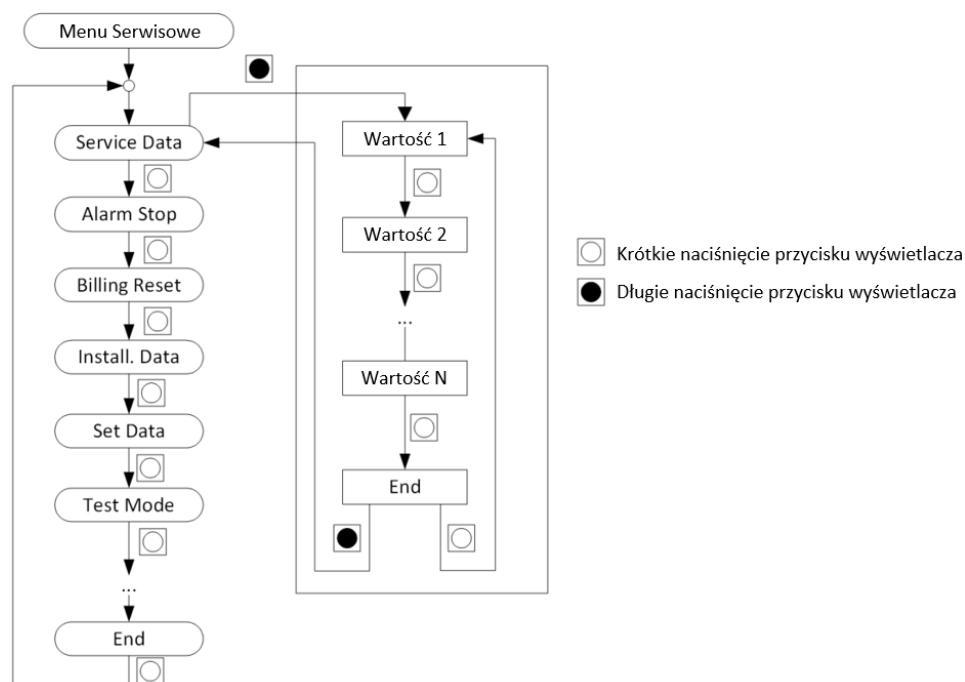 Menu Serwisowe
Service Data
Alarm Stop
Billing Reset
Install. Data
Set Data
Test Mode
...
End
Wartość 1
Wartość 2
...
Wartość N
End
Krótkie naciśnięcie przycisku wyświetlacza
Długie naciśnięcie przycisku wyświetlacza